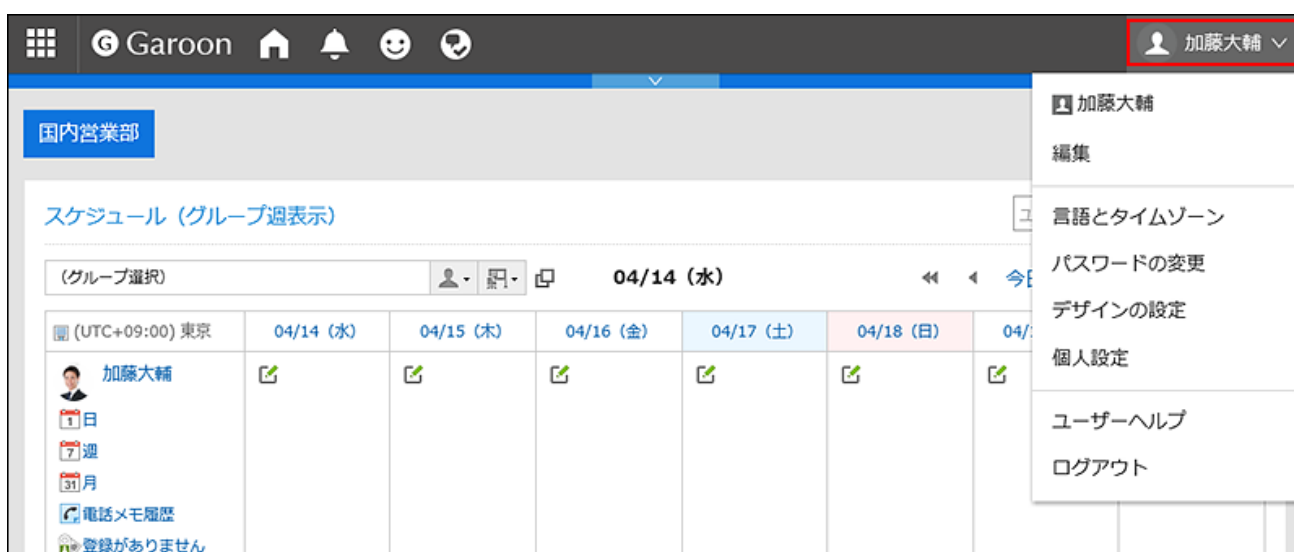 Garoon
加藤大輔
国内営業部
加藤大輔
編集
言語とタイムゾーン
パスワードの変更
デザインの設定
個人設定
ユーザーヘルプ
ログアウト
スケジュール（グループ週表示）
(グループ選択)
04/14（水）
(UTC+09:00) 東京
04/14（水）
04/15（木）
04/16（金）
04/17（土）
04/18（日）
04/
加藤大輔
1 日
7 週
31 月
電話メモ履歴
登録がありません